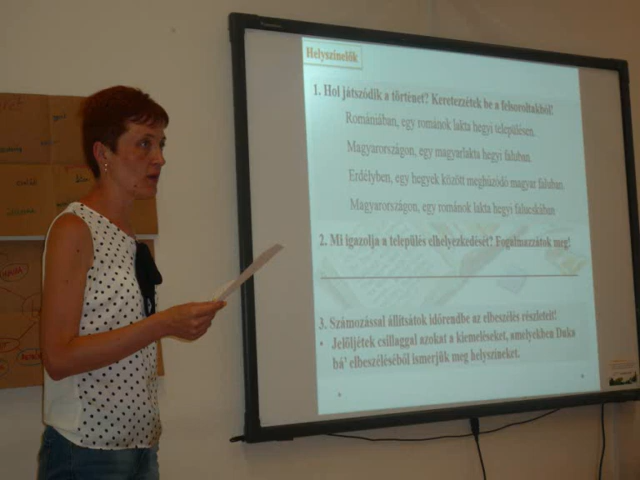 Helyszínelők
1. Hol játszódik a történet? Keretezzétek be a felsoroltakból!
Romániában, egy románok lakta hegyi településen.
Magyarországon, egy magyarlakta hegyi faluban.
Erdélyben, egy hegyek között meghúzódó magyar faluban.
Magyarországon, egy románok lakta hegyi falucskában
2. Mi igazolja a település elhelyezkedését? Fogalmazzátok meg!
3. Számozással állítsátok időrendbe az elbeszélés részleteit!
• Jelöljétek csillaggal azokat a kiemeléseket, amelyekben Duka
bá' elbeszéléséből ismerjük meg helyszíneket.